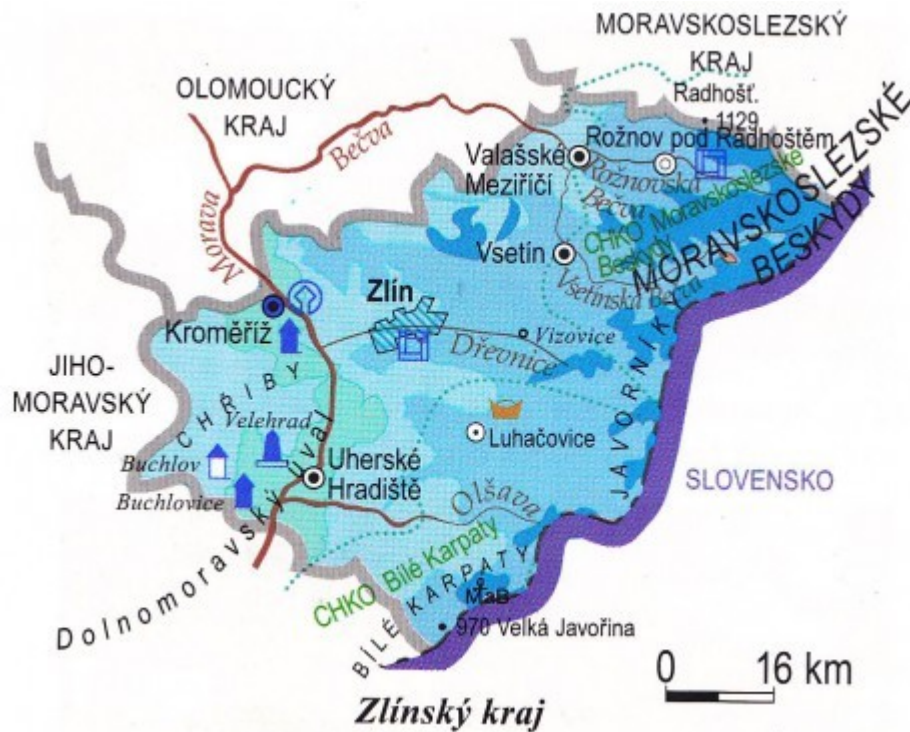 MORAVSKOSLEZSKÝ
KRAJ
OLOMOUCKÝ
KRAJ
Radhošť.
1129
Bečva
Rožnov pod Radhoštěm
Valašské
Meziříčí
Rožnovská
Bečva
MORAVSKOSLÉZSKÉ
BESKYDY
CHKO Moravskoslezské
Beskydy
Morava
Vsetín
Vsetínská Bečva
Zlín
Kroměříž
Vizovice
Dřevnice
JIHO-
MORAVSKÝ
KRAJ
CHŘIBY
JAVORNÍKY
Velehrad
Luhačovice
Buchlov
Uherské
Hradiště
SLOVENSKO
Buchlovice
Olšava
Dolnomoravský úval
CHKO Bílé Karpaty
BÍLÉ KARPATY
MaB
970 Velká Javořina
0 16 km
Zlínský kraj